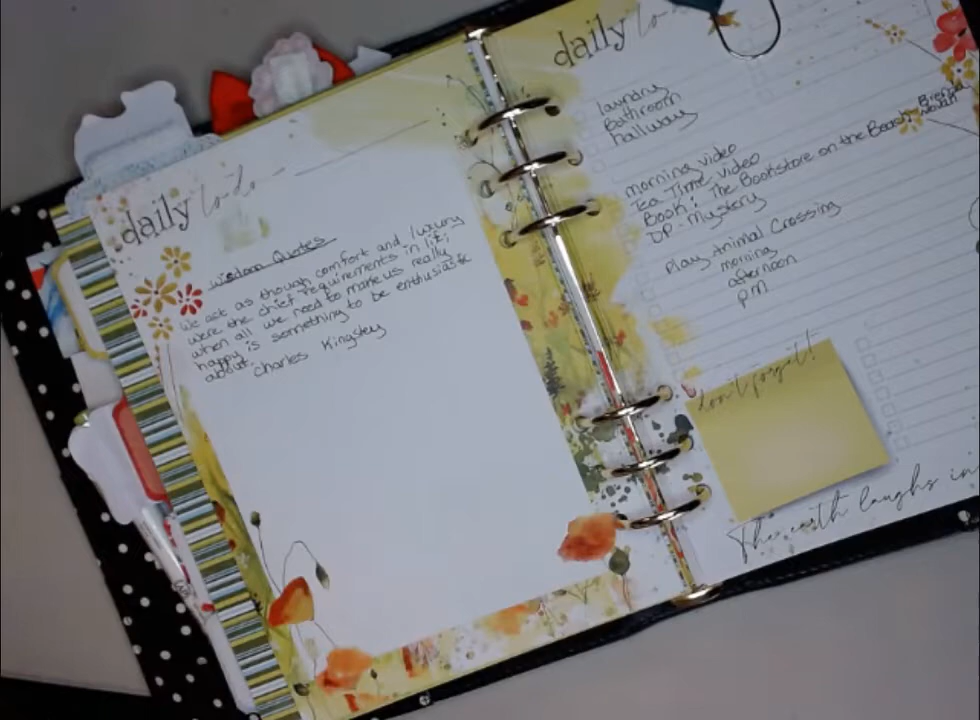 daily to do
Wisdom Quotes
We act as though comfort and luxury
were the chief requirements in life,
when all we need to make us really
happy is something to be enthusiastic
about.
Charles Kingsley
daily to
laundry
Bathroom
hallway
morning video
Tea Time video
Book: The Bookstore on the Beach - Brenda
Novak
DP - Mystery
Play Animal Crossing
morning
afternoon
PM
don't forget!
The earth laughs in